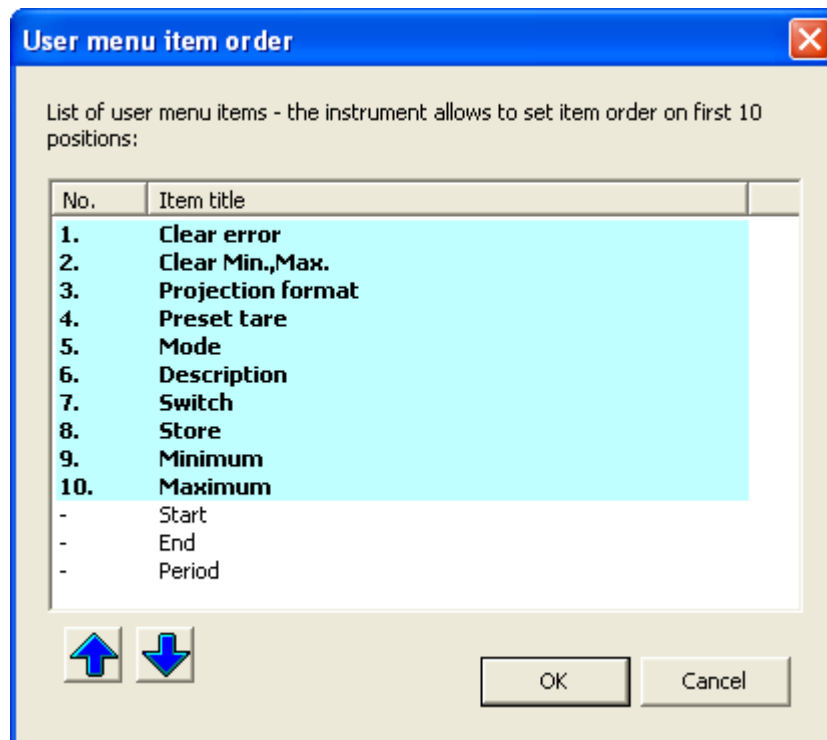 User menu item order
List of user menu items - the instrument allows to set item order on first 10
positions:
No. Item title
1. Clear error
2. Clear Min.,Max.
3. Projection format
4. Preset tare
5. Mode
6. Description
7. Switch
8. Store
9. Minimum
10. Maximum
- Start
- End
- Period
OK Cancel